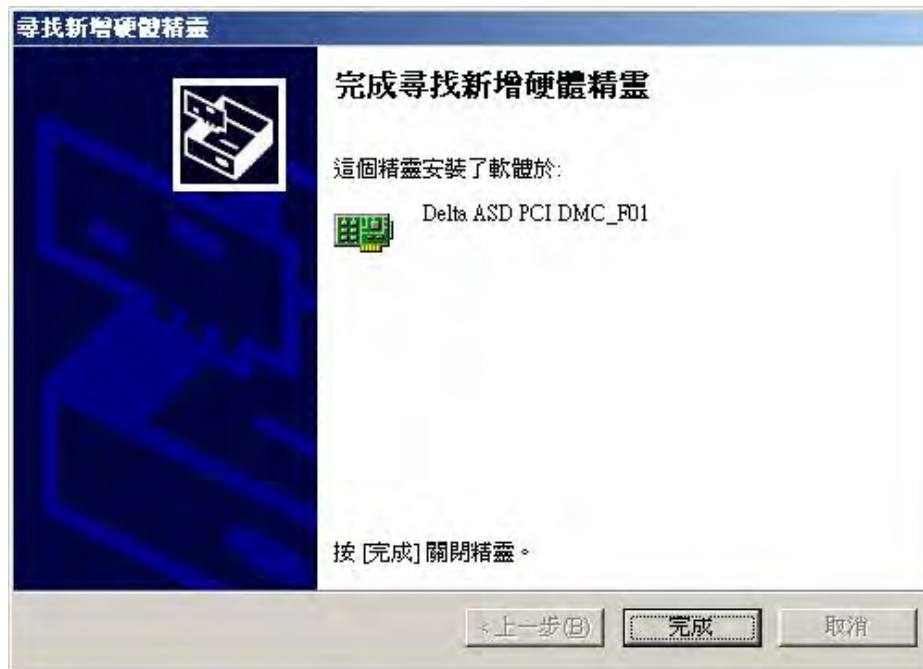 尋找新增硬體精靈
完成尋找新增硬體精靈
這個精靈安裝了軟體於:
Delta ASD PCI DMC_F01
按 [完成] 關閉精靈。
<上一步(B)
完成
取消